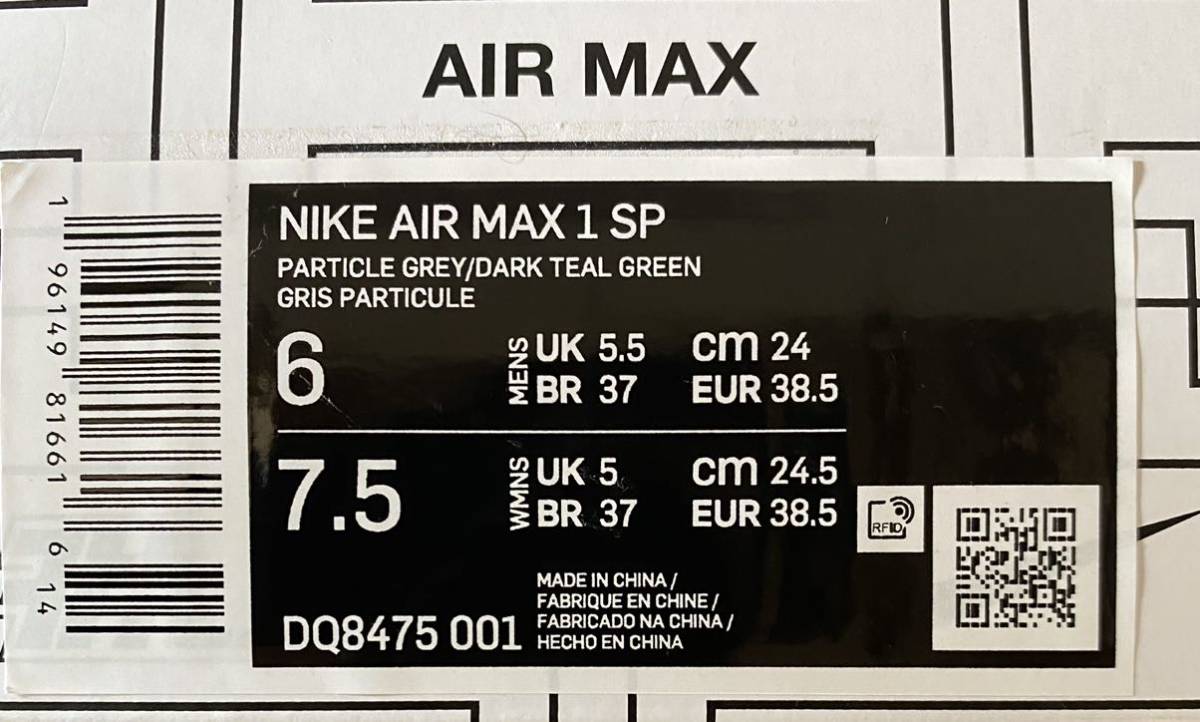 AIR MAX
1 96149 81661 6 14
NIKE AIR MAX 1 SP
PARTICLE GREY/DARK TEAL GREEN
GRIS PARTICULE
6 MENS UK 5.5 cm 24
BR 37 EUR 38.5
7.5 WMNS UK 5 cm 24.5
BR 37 EUR 38.5
RFID
MADE IN CHINA /
FABRIQUE EN CHINE /
FABRICADO NA CHINA /
HECHO EN CHINA
DQ8475 001